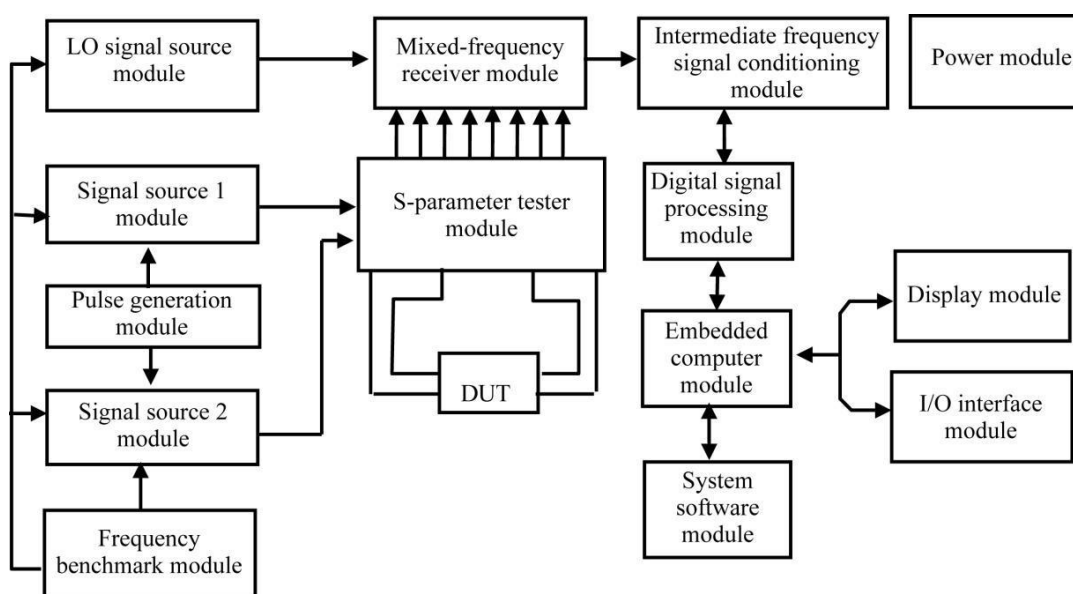 LO signal source
module
Mixed-frequency
receiver module
Intermediate frequency
signal conditioning
module
Power module
Signal source 1
module
S-parameter tester
module
Digital signal
processing
module
Pulse generation
module
Display module
Embedded
computer
module
DUT
Signal source 2
module
I/O interface
module
System
software
module
Frequency
benchmark module